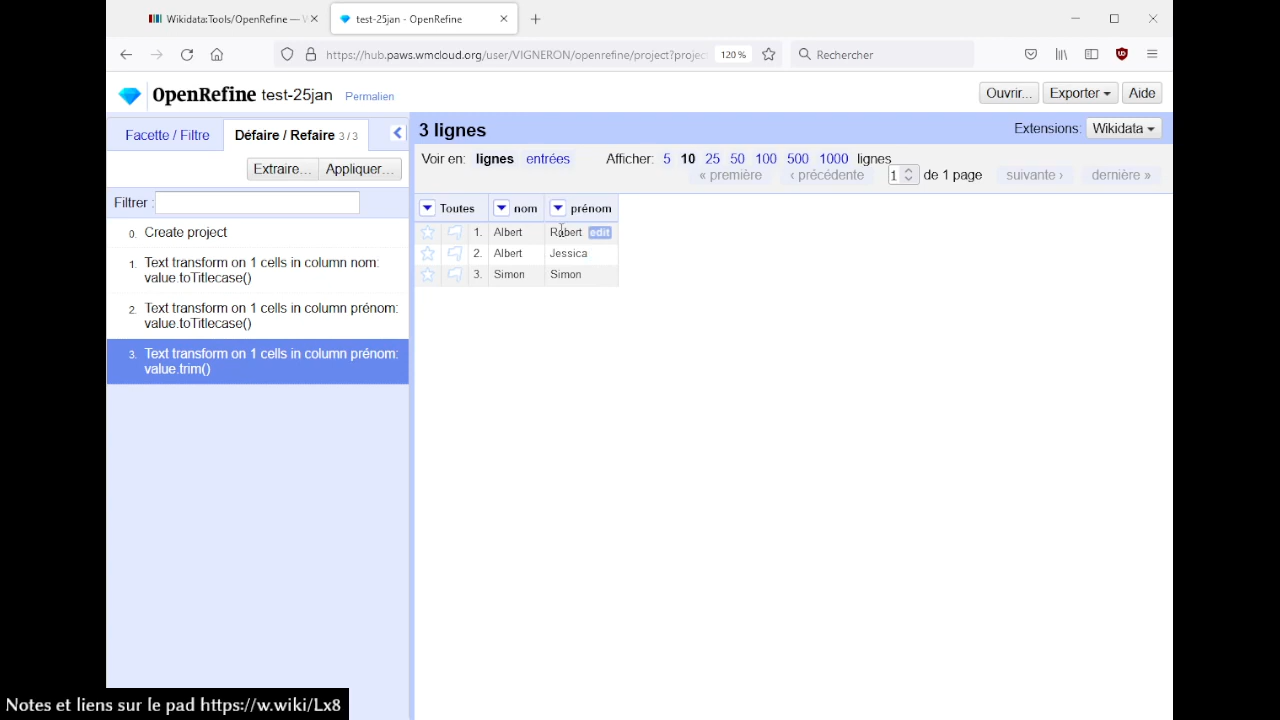 Wikidata:Tools/OpenRefine — V
test-25jan - OpenRefine
https://hub.paws.wmcloud.org/user/VIGNERON/openrefine/project?projec
120 %
Rechercher
OpenRefine test-25jan Permalien
Ouvrir...
Exporter
Aide
Facette / Filtre
Défaire / Refaire 3 / 3
3 lignes
Extensions:
Wikidata
Extraire...
Appliquer...
Voir en: lignes entrées
Afficher: 5 10 25 50 100 500 1000 lignes
« première
‹ précédente
1 de 1 page
suivante ›
dernière »
Filtrer :
0. Create project
1. Text transform on 1 cells in column nom:
value.toTitlecase()
2. Text transform on 1 cells in column prénom:
value.toTitlecase()
3. Text transform on 1 cells in column prénom:
value.trim()
Toutes nom prénom
1. Albert Robert edit
2. Albert Jessica
3. Simon Simon
Notes et liens sur le pad https://w.wiki/Lx8